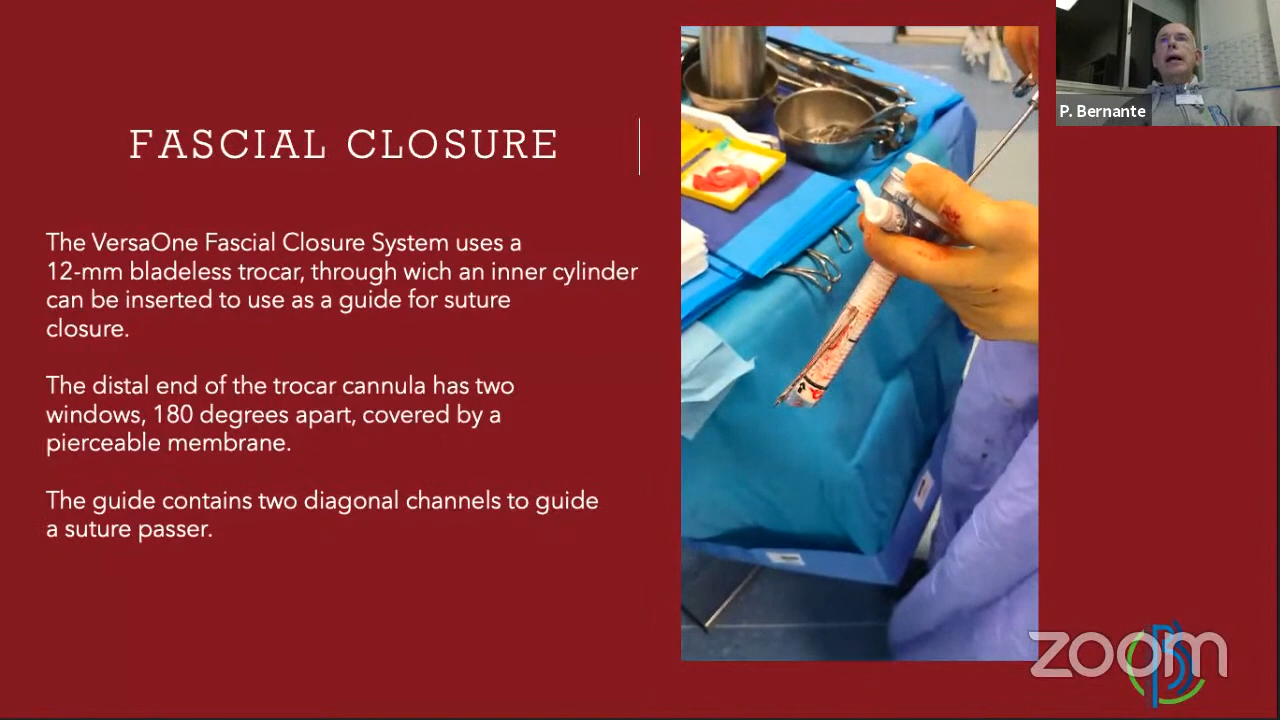 P. Bernante
FASCIAL CLOSURE
The VersaOne Fascial Closure System uses a
12-mm bladeless trocar, through wich an inner cylinder
can be inserted to use as a guide for suture
closure.
The distal end of the trocar cannula has two
windows, 180 degrees apart, covered by a
pierceable membrane.
The guide contains two diagonal channels to guide
a suture passer.
zoom